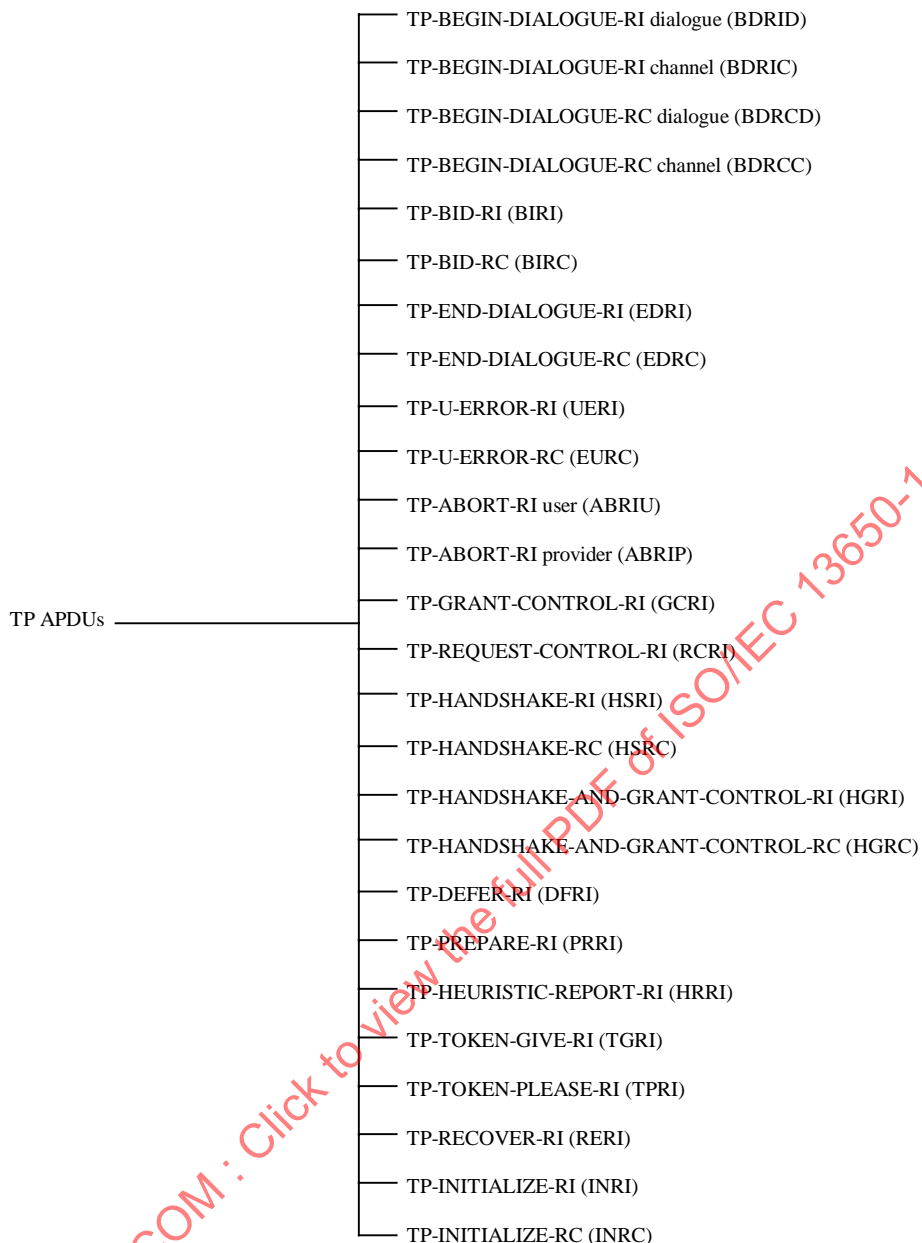 TP-BEGIN-DIALOGUE-RI dialogue (BDRID)
TP-BEGIN-DIALOGUE-RI channel (BDRIC)
TP-BEGIN-DIALOGUE-RC dialogue (BDRCD)
TP-BEGIN-DIALOGUE-RC channel (BDRCC)
TP-BID-RI (BIRI)
TP-BID-RC (BIRC)
TP-END-DIALOGUE-RI (EDRI)
TP-END-DIALOGUE-RC (EDRC)
TP-U-ERROR-RI (UERI)
TP-U-ERROR-RC (EURC)
TP-ABORT-RI user (ABRIU)
TP-ABORT-RI provider (ABRIP)
TP-GRANT-CONTROL-RI (GCRI)
TP APDUs
TP-REQUEST-CONTROL-RI (RCRI)
TP-HANDSHAKE-RI (HSRI)
TP-HANDSHAKE-RC (HSRC)
TP-HANDSHAKE-AND-GRANT-CONTROL-RI (HGRI)
TP-HANDSHAKE-AND-GRANT-CONTROL-RC (HGRC)
TP-DEFER-RI (DFRI)
TP-PREPARE-RI (PRRI)
TP-HEURISTIC-REPORT-RI (HRRI)
TP-TOKEN-GIVE-RI (TGRI)
TP-TOKEN-PLEASE-RI (TPRI)
TP-RECOVER-RI (RERI)
TP-INITIALIZE-RI (INRI)
TP-INITIALIZE-RC (INRC)
COM : Click to view the full PDF of ISO/IEC 13650-1